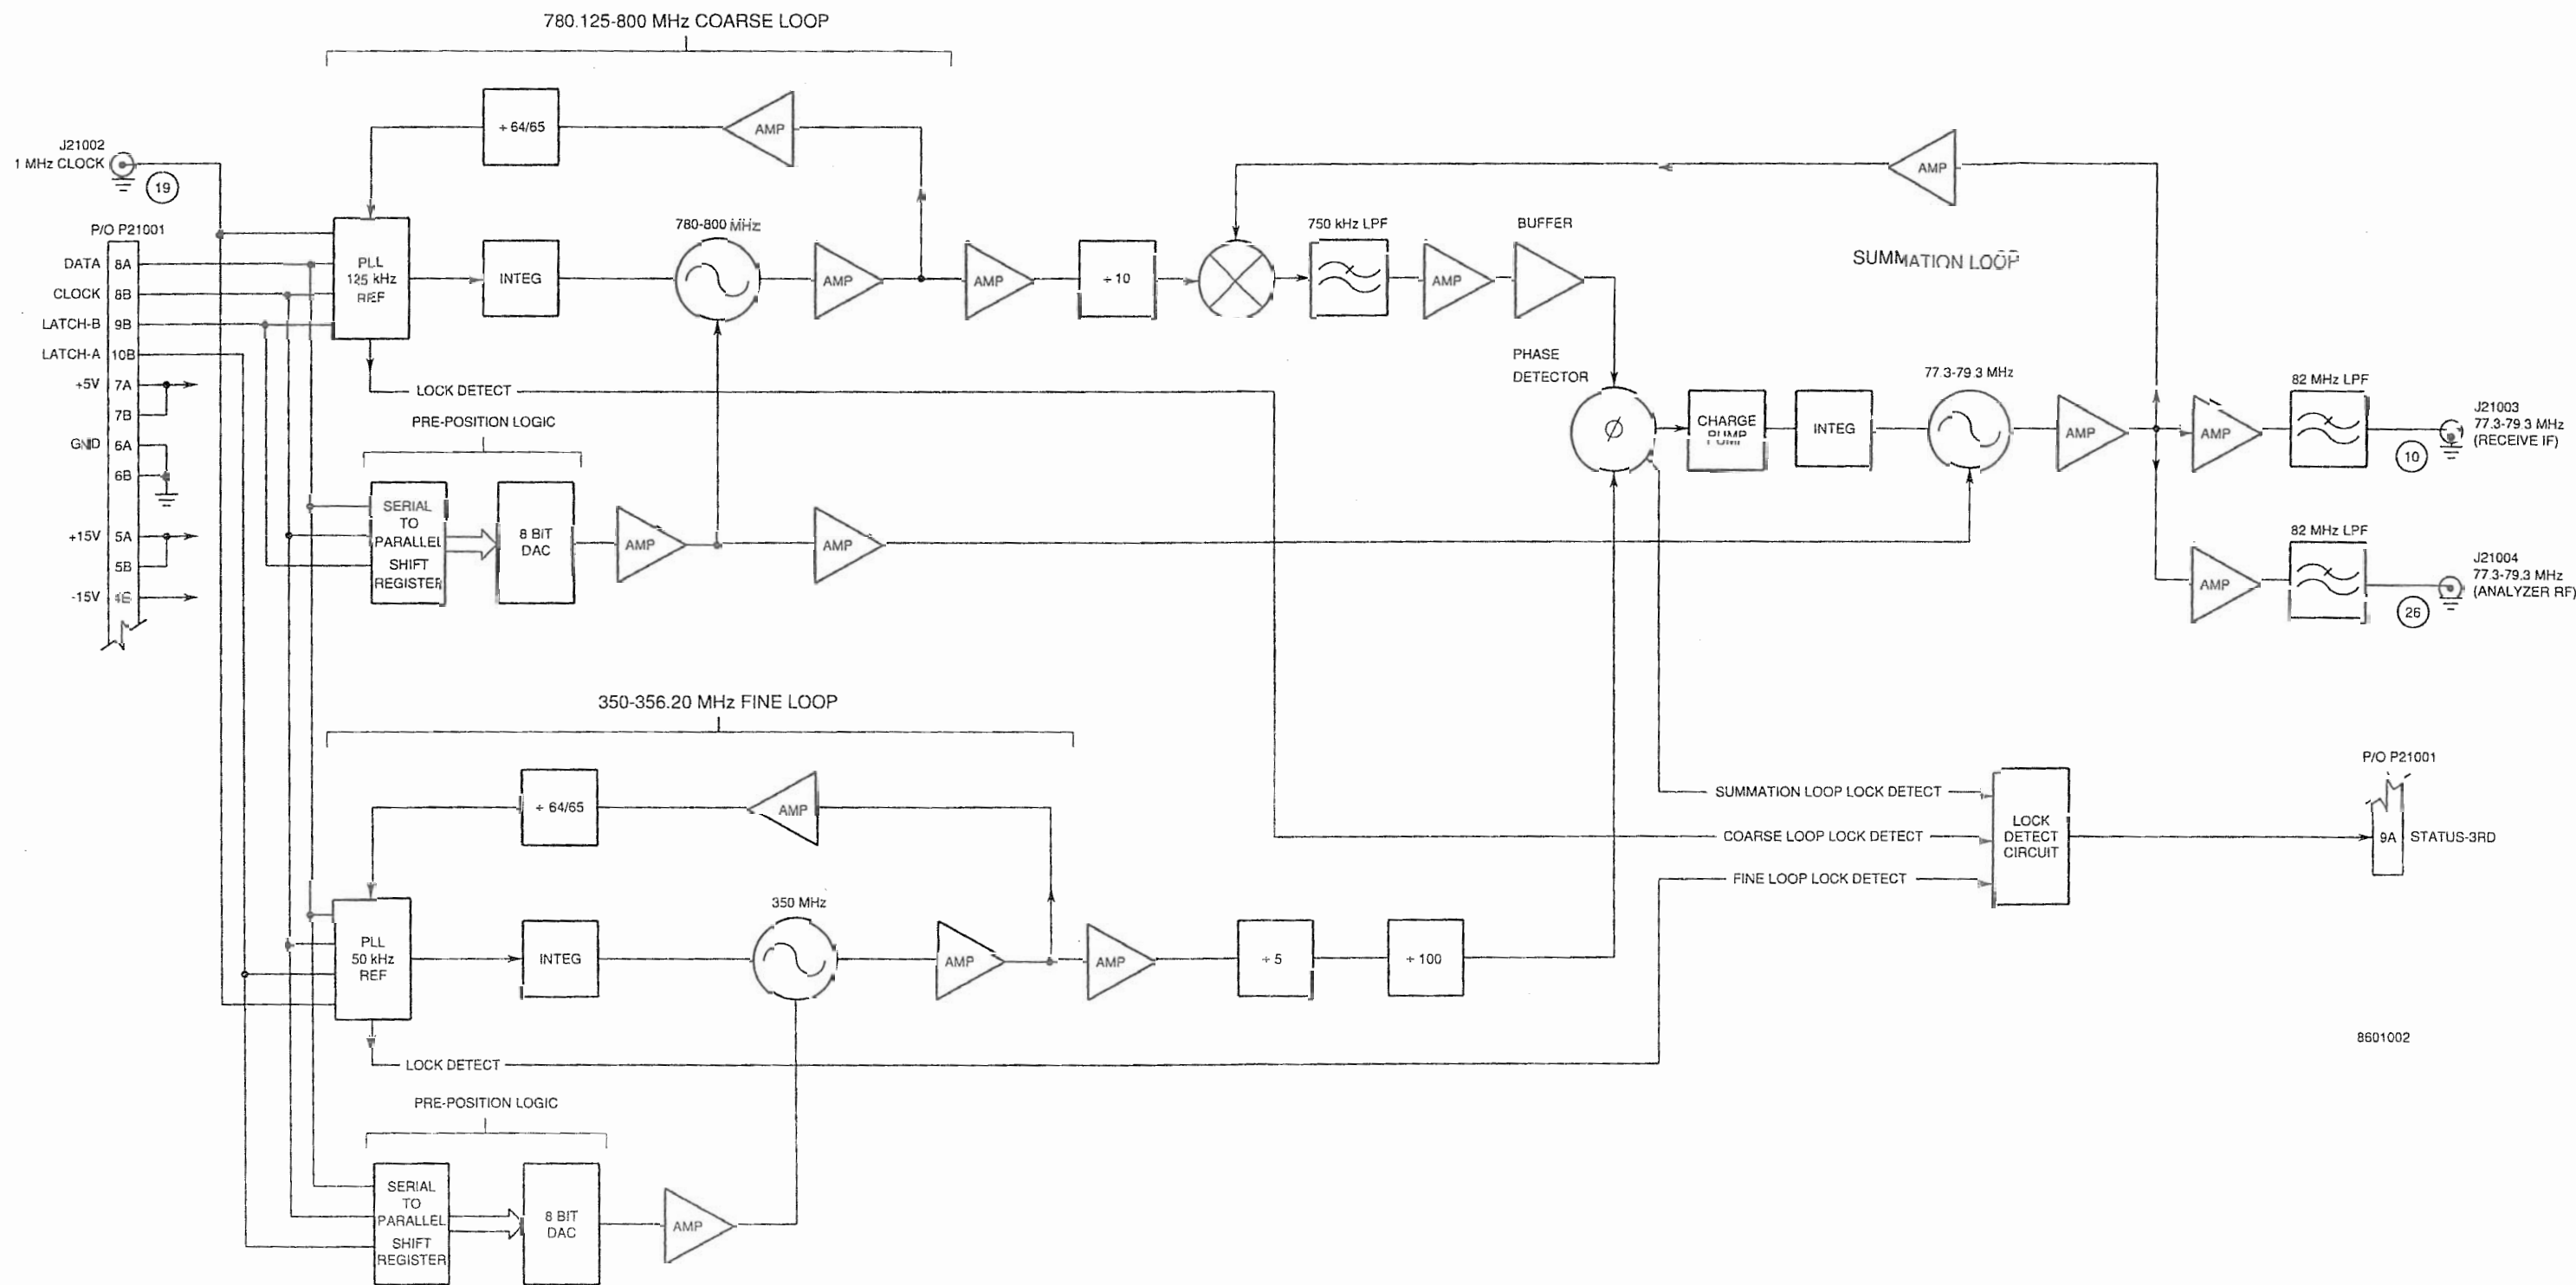 780.125-800 MHz COARSE LOOP
÷ 64/65
AMP
J21002
1 MHz CLOCK
19
AMP
P/O P21001
DATA 8A
CLOCK 8B
LATCH-B 9B
LATCH-A 10B
+5V 7A
7B
GND 6A
6B
+15V 5A
5B
-15V
PLL
125 kHz
REF
INTEG
780-800 MHz
AMP
AMP
÷ 10
750 kHz LPF
AMP
BUFFER
SUMMATION LOOP
LOCK DETECT
PRE-POSITION LOGIC
SERIAL
TO
PARALLEL
SHIFT
REGISTER
8 BIT
DAC
AMP
AMP
PHASE
DETECTOR
Ø
CHARGE
PUMP
INTEG
77.3-79.3 MHz
AMP
AMP
82 MHz LPF
10
J21003
77.3-79.3 MHz
(RECEIVE IF)
AMP
82 MHz LPF
26
J21004
77.3-79.3 MHz
(ANALYZER RF)
350-356.20 MHz FINE LOOP
÷ 64/65
AMP
PLL
50 kHz
REF
INTEG
350 MHz
AMP
AMP
÷ 5
÷ 100
LOCK DETECT
PRE-POSITION LOGIC
SERIAL
TO
PARALLEL
SHIFT
REGISTER
8 BIT
DAC
AMP
SUMMATION LOOP LOCK DETECT
COARSE LOOP LOCK DETECT
FINE LOOP LOCK DETECT
LOCK
DETECT
CIRCUIT
P/O P21001
9A STATUS-3RD
8601002